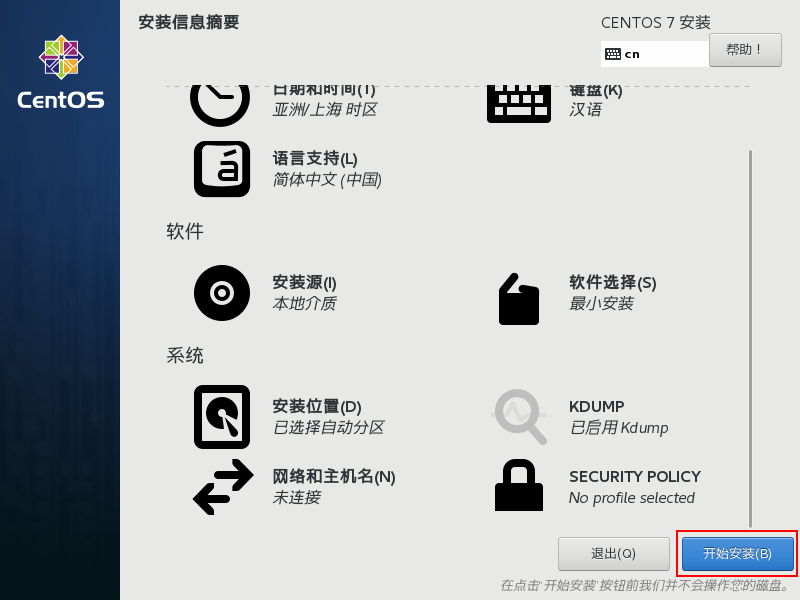 CentOS
安装信息摘要
CENTOS 7 安装
cn
帮助！
日期和时间(T)
亚洲/上海 时区
键盘(K)
汉语
语言支持(L)
简体中文 (中国)
软件
安装源(I)
本地介质
软件选择(S)
最小安装
系统
安装位置(D)
已选择自动分区
KDUMP
已启用 Kdump
网络和主机名(N)
未连接
SECURITY POLICY
No profile selected
退出(Q)
开始安装(B)
在点击‘开始安装’按钮前我们并不会操作您的磁盘。